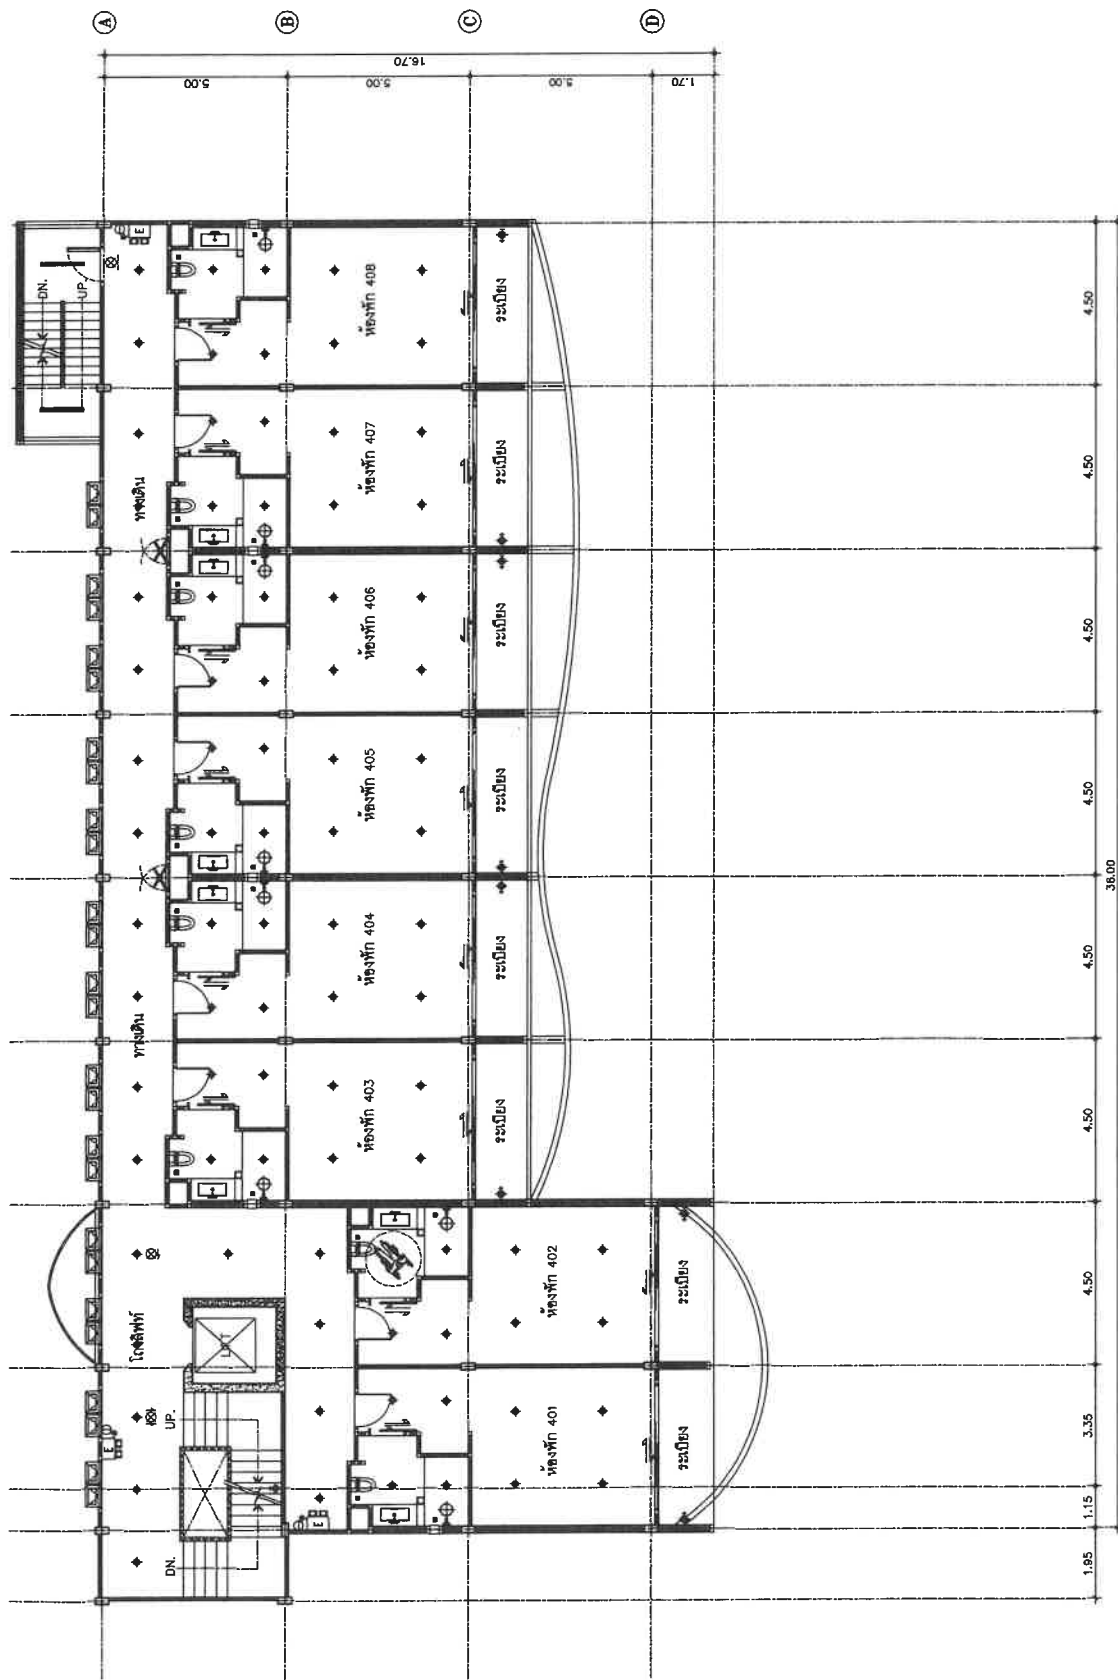 A
B
C
D
16.70
5.00
5.00
5.00
1.70
DN.
UP.
E
ห้องพัก 408
ระเบียง
4.50
ทางเดิน
ห้องพัก 407
ระเบียง
4.50
ห้องพัก 406
ระเบียง
4.50
ห้องพัก 405
ระเบียง
4.50
36.00
ห้องพัก 404
ระเบียง
4.50
ทางเดิน
ห้องพัก 403
ระเบียง
4.50
โถงลิฟท์
LIFT
ห้องพัก 402
ระเบียง
4.50
E
UP.
ห้องพัก 401
ระเบียง
3.35
E
1.15
DN.
1.95